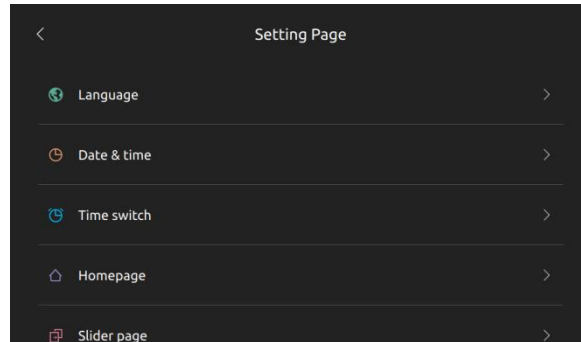 Setting Page
Language
Date & time
Time switch
Homepage
Slider page